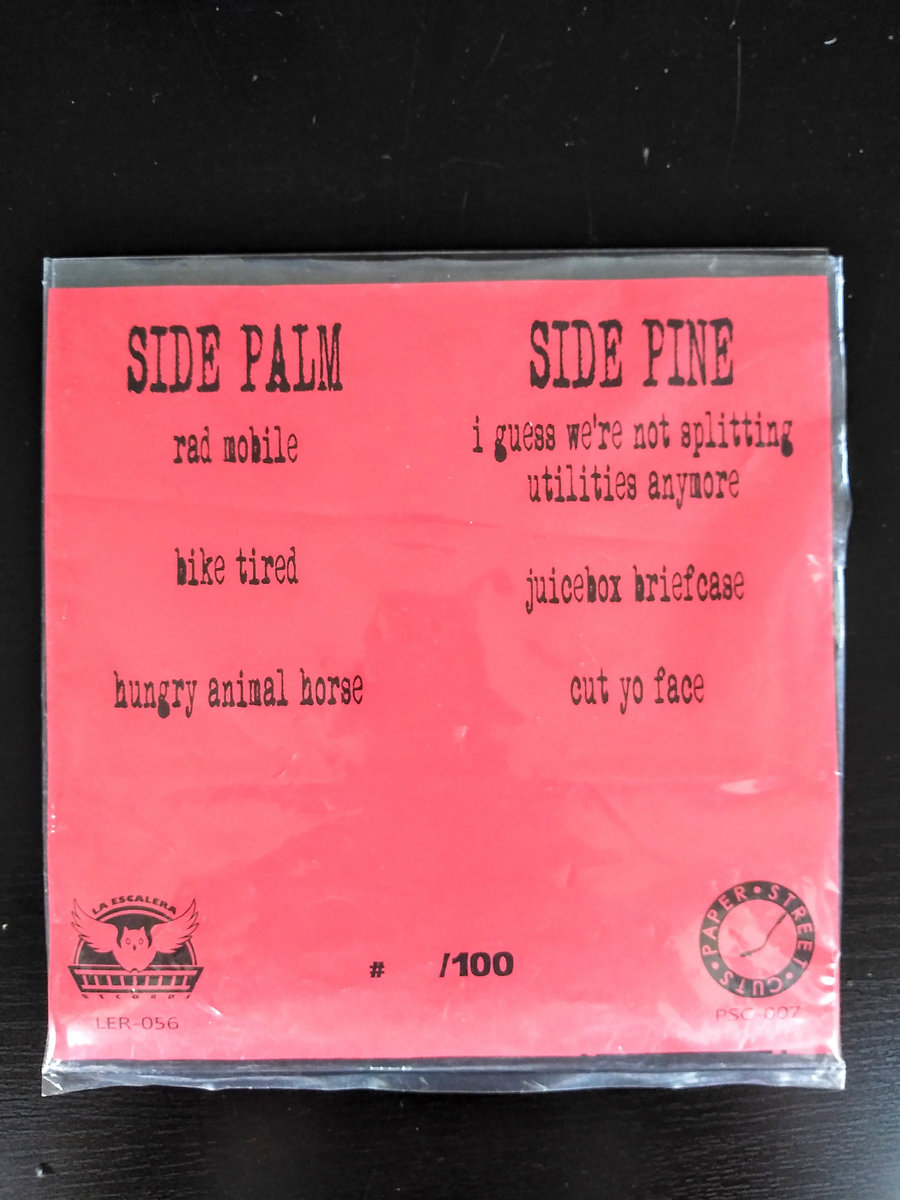 SIDE PALM
rad mobile
bike tired
hungry animal horse
SIDE PINE
i guess we're not splitting
utilities anymore
juicebox briefcase
cut yo face
LA ESCALERA
RECORDS
LER-056
# /100
PAPER • STREET • CUTS •
PSC-007